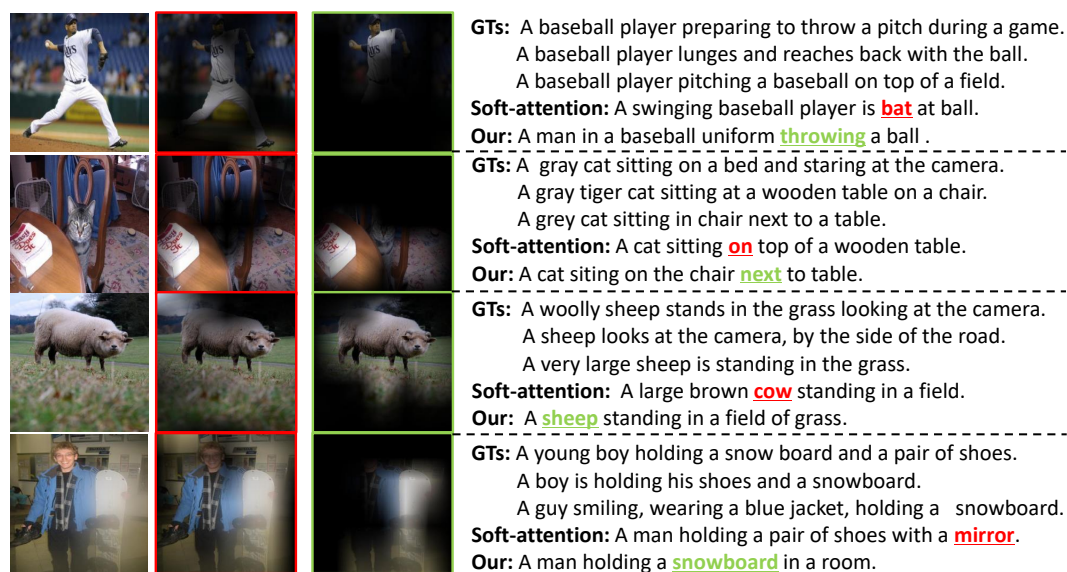 GTs: A baseball player preparing to throw a pitch during a game.
A baseball player lunges and reaches back with the ball.
A baseball player pitching a baseball on top of a field.
Soft-attention: A swinging baseball player is bat at ball.
Our: A man in a baseball uniform throwing a ball .
GTs: A gray cat sitting on a bed and staring at the camera.
A gray tiger cat sitting at a wooden table on a chair.
A grey cat sitting in chair next to a table.
Soft-attention: A cat sitting on top of a wooden table.
Our: A cat siting on the chair next to table.
GTs: A woolly sheep stands in the grass looking at the camera.
A sheep looks at the camera, by the side of the road.
A very large sheep is standing in the grass.
Soft-attention: A large brown cow standing in a field.
Our: A sheep standing in a field of grass.
GTs: A young boy holding a snow board and a pair of shoes.
A boy is holding his shoes and a snowboard.
A guy smiling, wearing a blue jacket, holding a snowboard.
Soft-attention: A man holding a pair of shoes with a mirror.
Our: A man holding a snowboard in a room.